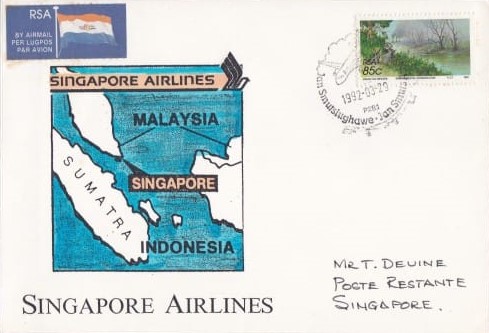 RSA
BY AIRMAIL
PER LUGPOS
PAR AVION
RSA
85c
Jan Smutslughawe · Jan Smuts
1992-03-29
SINGAPORE AIRLINES
MALAYSIA
SINGAPORE
SUMATRA
INDONESIA
SINGAPORE AIRLINES
MR T. DEVINE
POSTE RESTANTE
SINGAPORE.